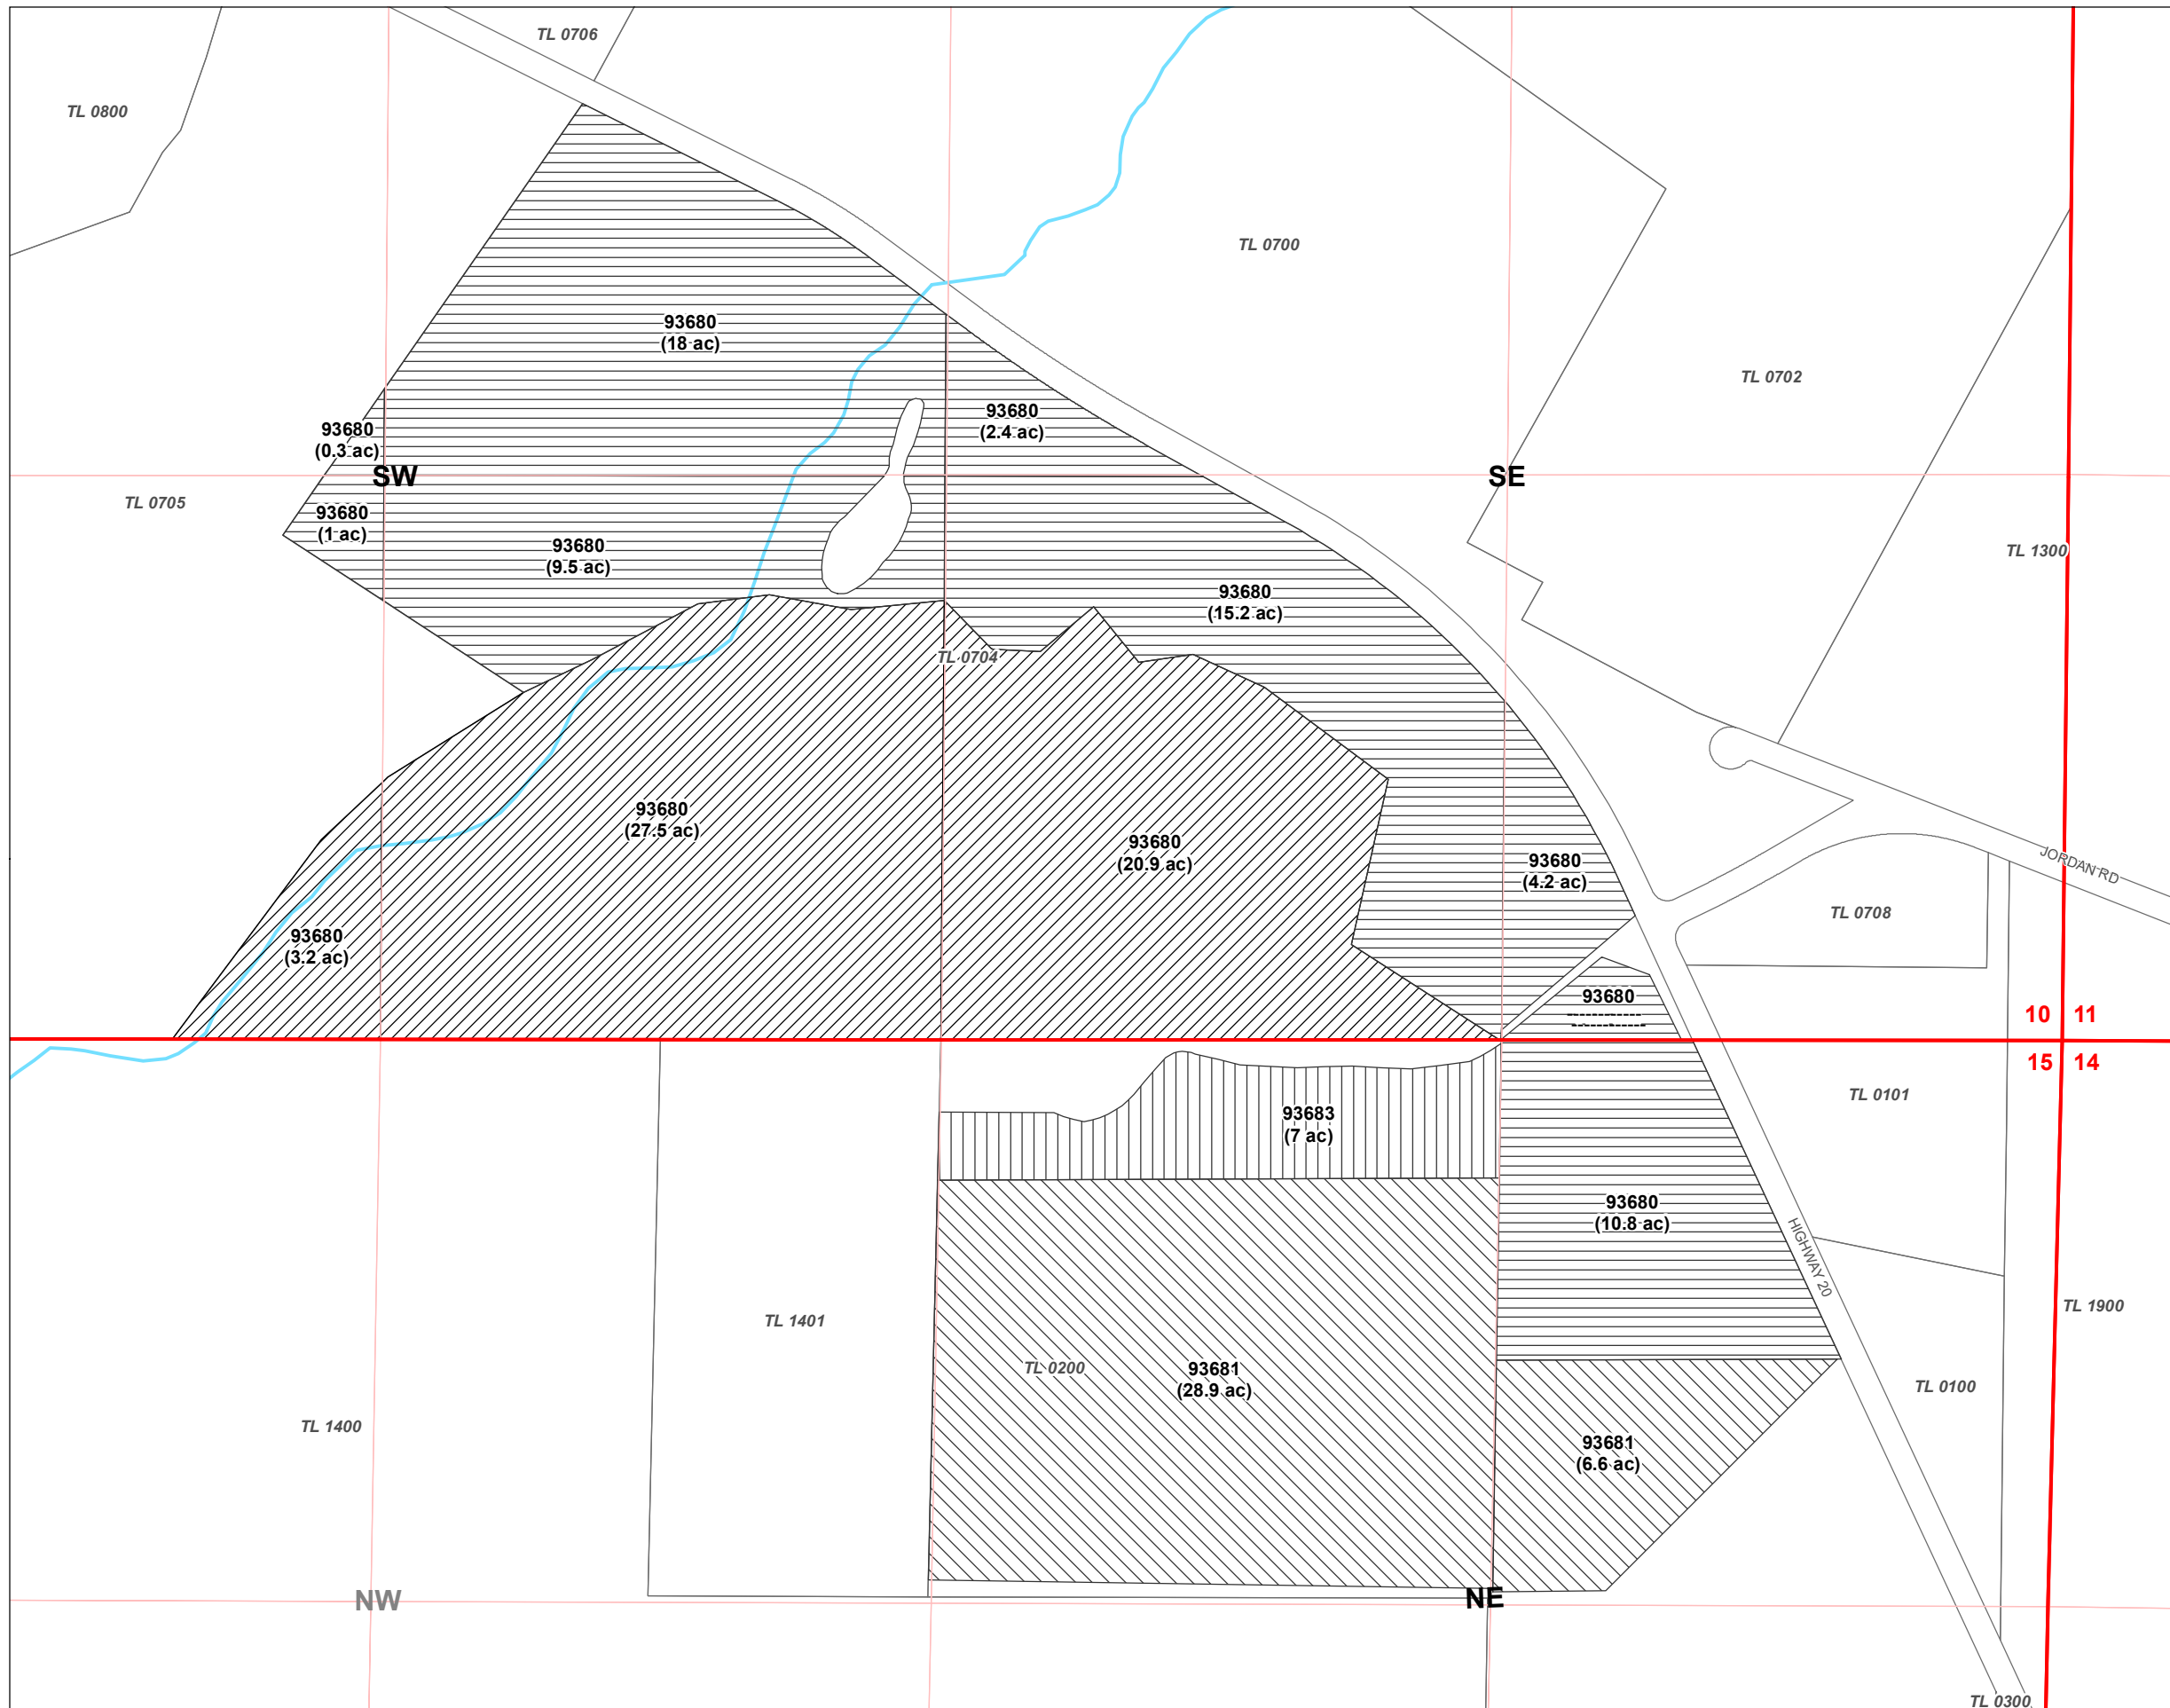 TL 0706
TL 0800
TL 0700
93680
(18 ac)
TL 0702
93680
(2.4 ac)
93680
(0.3 ac)
SW
SE
TL 0705
93680
(1 ac)
93680
(9.5 ac)
TL 1300
93680
(15.2 ac)
TL 0704
93680
(27.5 ac)
93680
(20.9 ac)
93680
(4.2 ac)
JORDAN RD
TL 0708
93680
(3.2 ac)
93680
10 11
15 14
TL 0101
93683
(7 ac)
93680
(10.8 ac)
HIGHWAY 20
TL 1900
TL 1401
TL 0200
93681
(28.9 ac)
TL 0100
TL 1400
93681
(6.6 ac)
NW
NE
TL 0300